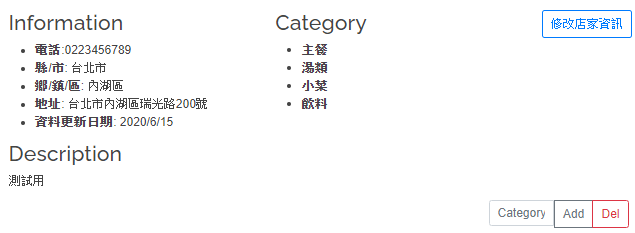 Information
電話:0223456789
縣/市: 台北市
鄉/鎮/區: 內湖區
地址: 台北市內湖區瑞光路200號
資料更新日期: 2020/6/15
Category
主餐
湯類
小菜
飲料
修改店家資訊
Description
測試用
Category
Add
Del